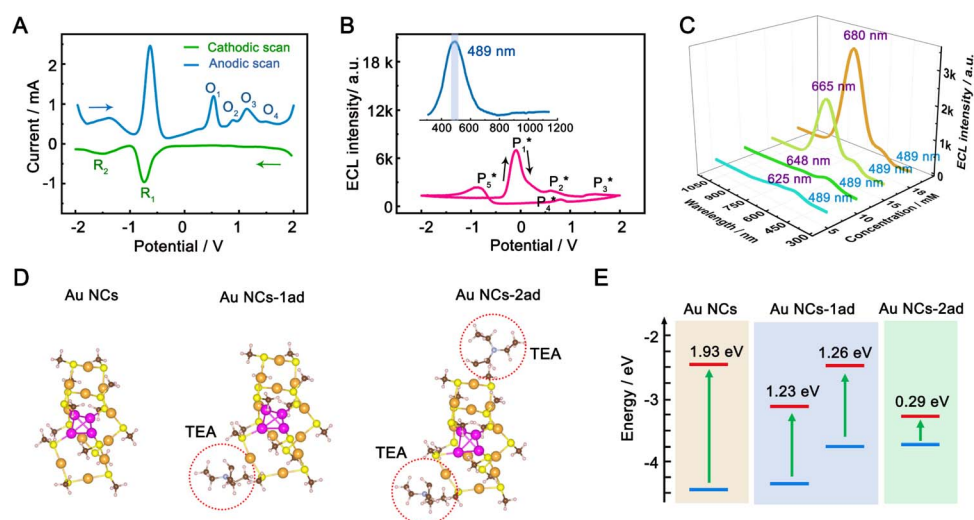 A
Cathodic scan
Anodic scan
O1
O2
O3
O4
R2
R1
Current / mA
2
1
0
-1
-2 -1 0 1 2
Potential / V
B
489 nm
300 600 800 1000 1200
P1*
P2*
P3*
P4*
P5*
ECL intensity/ a.u.
18 k
12k
6k
0
-2 -1 0 1 2
Potential / V
C
680 nm
665 nm
648 nm
625 nm
489 nm
489 nm
489 nm
489 nm
ECL intensity / a.u.
3k
2k
1k
0
Wavelength / nm
1050
900
750
600
450
300
Concentration / mM
5
10
5
5
D
Au NCs
Au NCs-1ad
Au NCs-2ad
TEA
TEA
TEA
E
Au NCs
Au NCs-1ad
Au NCs-2ad
1.93 eV
1.23 eV
1.26 eV
0.29 eV
Energy / eV
-2
-3
-4